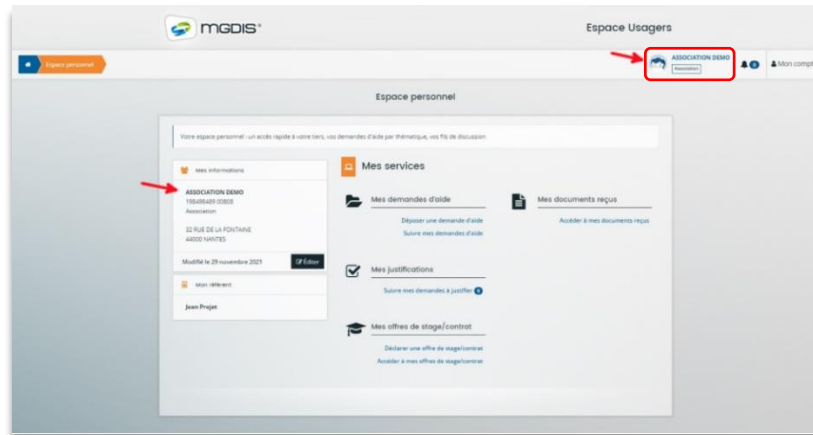 MGDIS
Espace Usagers
Espace personnel
ASSOCIATION DEMO
Association
0
Mon compt
Espace personnel
Votre espace personnel : un accès rapide à votre tiers, vos demandes d'aide par thématique, vos fils de discussion
Mes informations
ASSOCIATION DEMO
Association
32 RUE DE LA FONTAINE
44000 NANTES
Modifié le 29 novembre 2021
Éditer
Mon référent
Jean Projet
Mes services
Mes demandes d'aide
Déposer une demande d'aide
Suivre mes demandes d'aide
Mes documents reçus
Accéder à mes documents reçus
Mes justifications
Suivre mes demandes à justifier
Mes offres de stage/contrat
Déclarer une offre de stage/contrat
Accéder à mes offres de stage/contrat